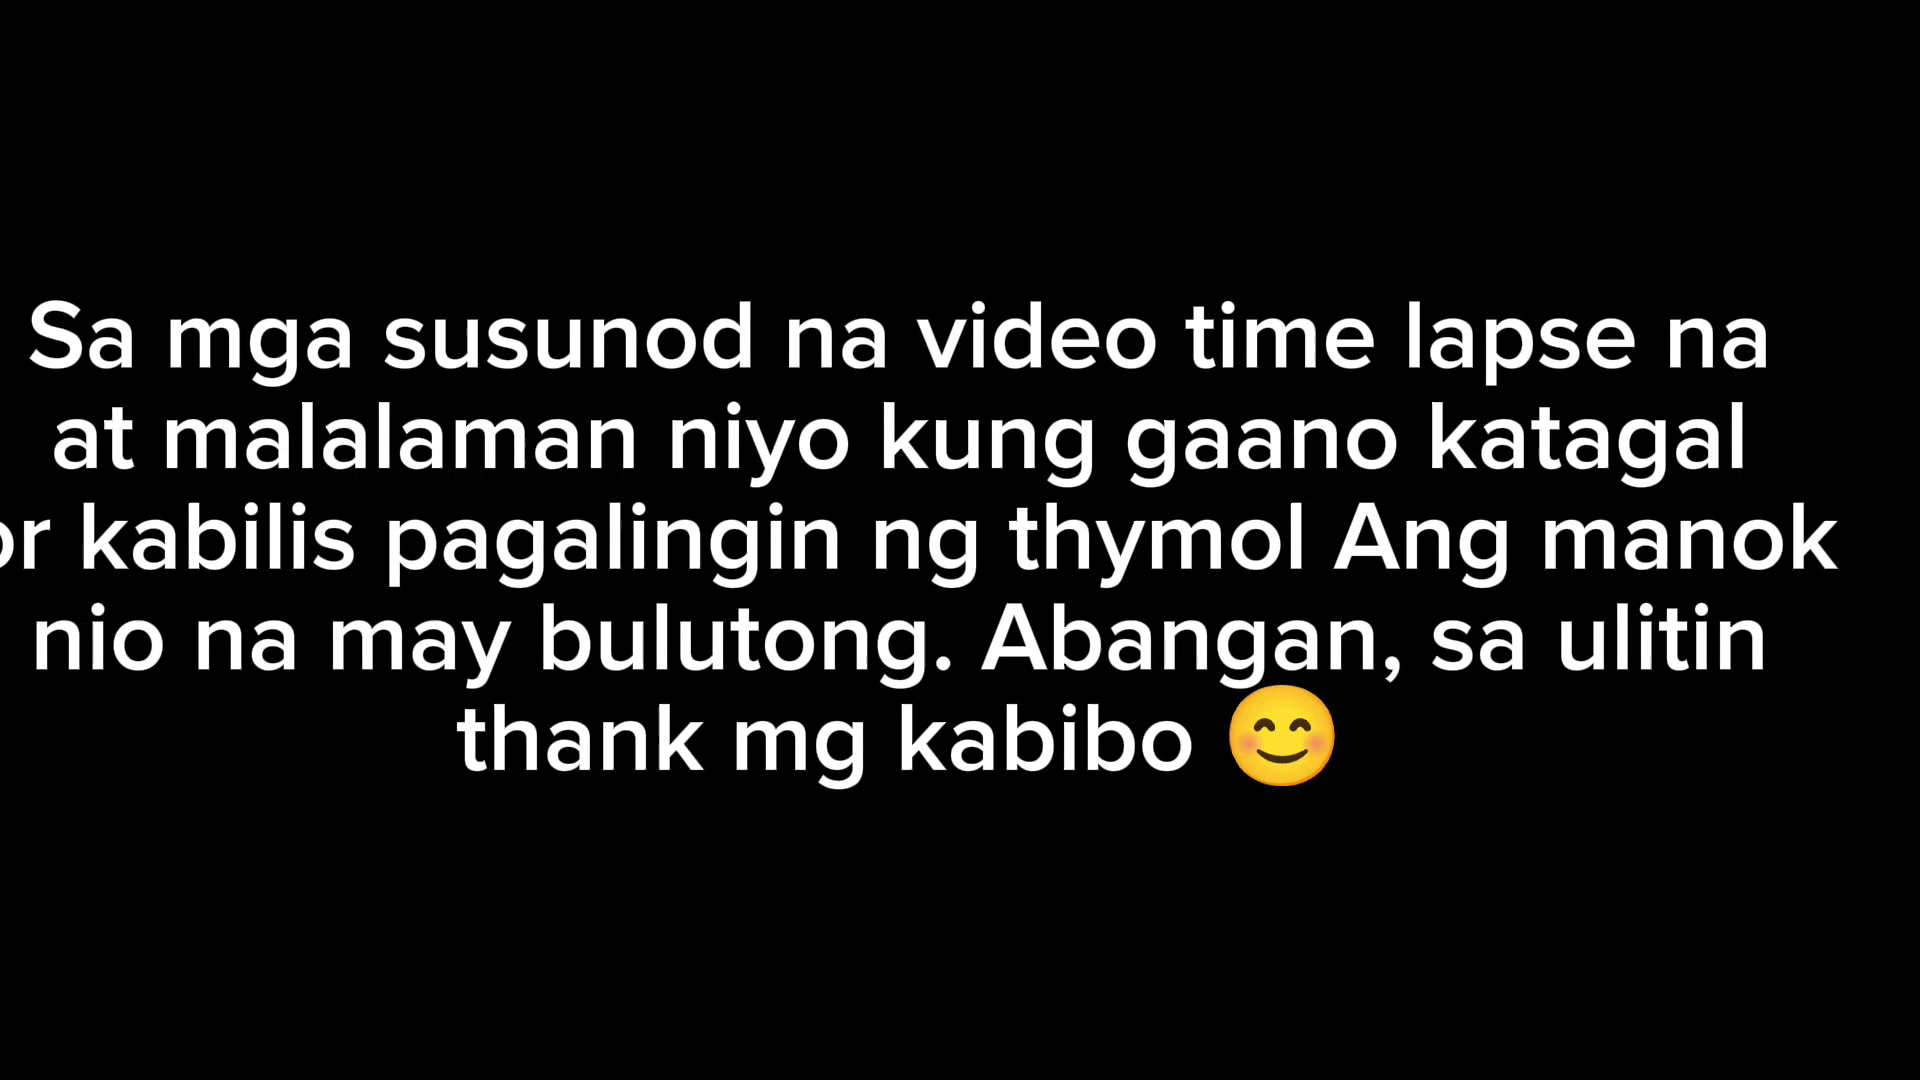 Sa mga susunod na video time lapse na
at malalaman niyo kung gaano katagal
or kabilis pagalingin ng thymol Ang manok
nio na may bulutong. Abangan, sa ulitin
thank mg kabibo 😊